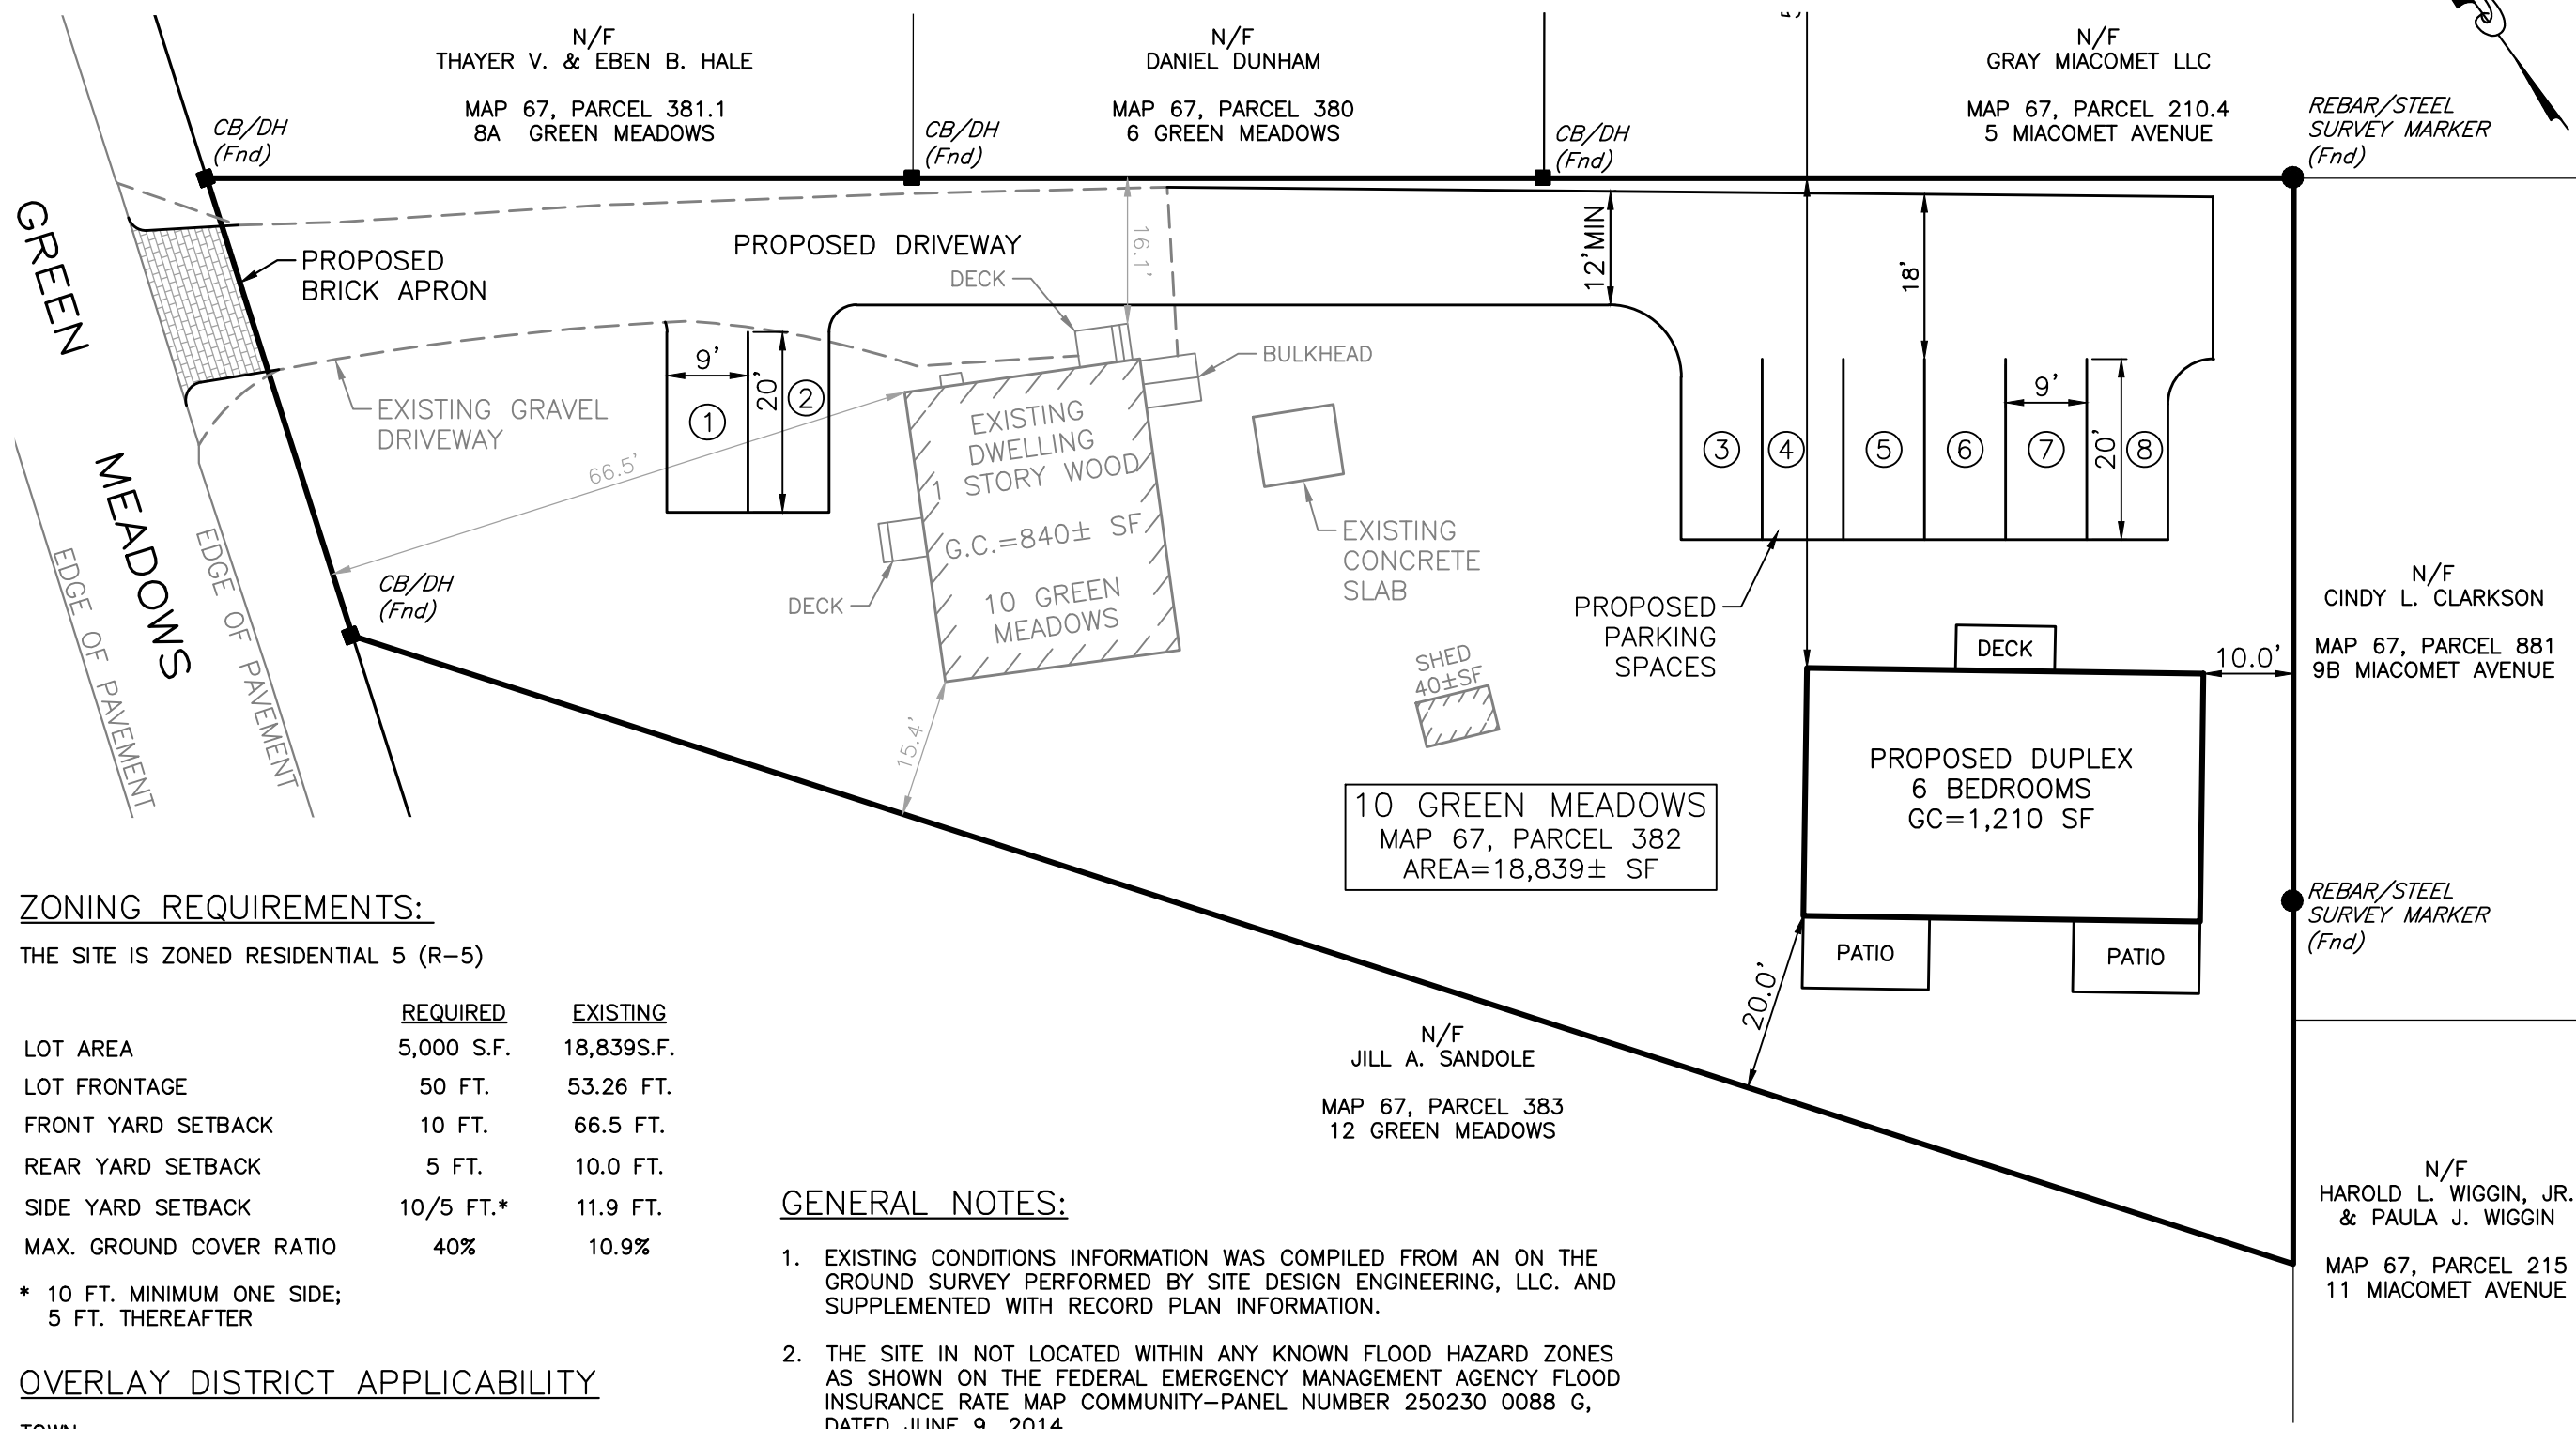 N/F
THAYER V. & EBEN B. HALE
MAP 67, PARCEL 381.1
8A GREEN MEADOWS
N/F
DANIEL DUNHAM
MAP 67, PARCEL 380
6 GREEN MEADOWS
N/F
GRAY MIACOMET LLC
MAP 67, PARCEL 210.4
5 MIACOMET AVENUE
REBAR/STEEL
SURVEY MARKER
(Fnd)
CB/DH
(Fnd)
CB/DH
(Fnd)
CB/DH
(Fnd)
GREEN
MEADOWS
EDGE OF PAVEMENT
EDGE OF PAVEMENT
PROPOSED
BRICK APRON
PROPOSED DRIVEWAY
DECK
16.1'
12'MIN
18'
BULKHEAD
EXISTING GRAVEL
DRIVEWAY
9'
20'
1
2
66.5'
EXISTING
DWELLING
1 STORY WOOD
G.C.=840± SF
10 GREEN
MEADOWS
DECK
EXISTING
CONCRETE
SLAB
3
4
5
6
7
8
9'
20'
CB/DH
(Fnd)
PROPOSED
PARKING
SPACES
SHED
40±SF
15.4'
DECK
10.0'
N/F
CINDY L. CLARKSON
MAP 67, PARCEL 881
9B MIACOMET AVENUE
PROPOSED DUPLEX
6 BEDROOMS
GC=1,210 SF
10 GREEN MEADOWS
MAP 67, PARCEL 382
AREA=18,839± SF
PATIO
PATIO
20.0'
REBAR/STEEL
SURVEY MARKER
(Fnd)
N/F
JILL A. SANDOLE
MAP 67, PARCEL 383
12 GREEN MEADOWS
N/F
HAROLD L. WIGGIN, JR.
& PAULA J. WIGGIN
MAP 67, PARCEL 215
11 MIACOMET AVENUE
ZONING REQUIREMENTS:
THE SITE IS ZONED RESIDENTIAL 5 (R-5)
REQUIRED EXISTING
LOT AREA 5,000 S.F. 18,839S.F.
LOT FRONTAGE 50 FT. 53.26 FT.
FRONT YARD SETBACK 10 FT. 66.5 FT.
REAR YARD SETBACK 5 FT. 10.0 FT.
SIDE YARD SETBACK 10/5 FT.* 11.9 FT.
MAX. GROUND COVER RATIO 40% 10.9%
* 10 FT. MINIMUM ONE SIDE;
5 FT. THEREAFTER
OVERLAY DISTRICT APPLICABILITY
GENERAL NOTES:
1. EXISTING CONDITIONS INFORMATION WAS COMPILED FROM AN ON THE
GROUND SURVEY PERFORMED BY SITE DESIGN ENGINEERING, LLC. AND
SUPPLEMENTED WITH RECORD PLAN INFORMATION.
2. THE SITE IN NOT LOCATED WITHIN ANY KNOWN FLOOD HAZARD ZONES
AS SHOWN ON THE FEDERAL EMERGENCY MANAGEMENT AGENCY FLOOD
INSURANCE RATE MAP COMMUNITY-PANEL NUMBER 250230 0088 G,
DATED JUNE 9, 2014